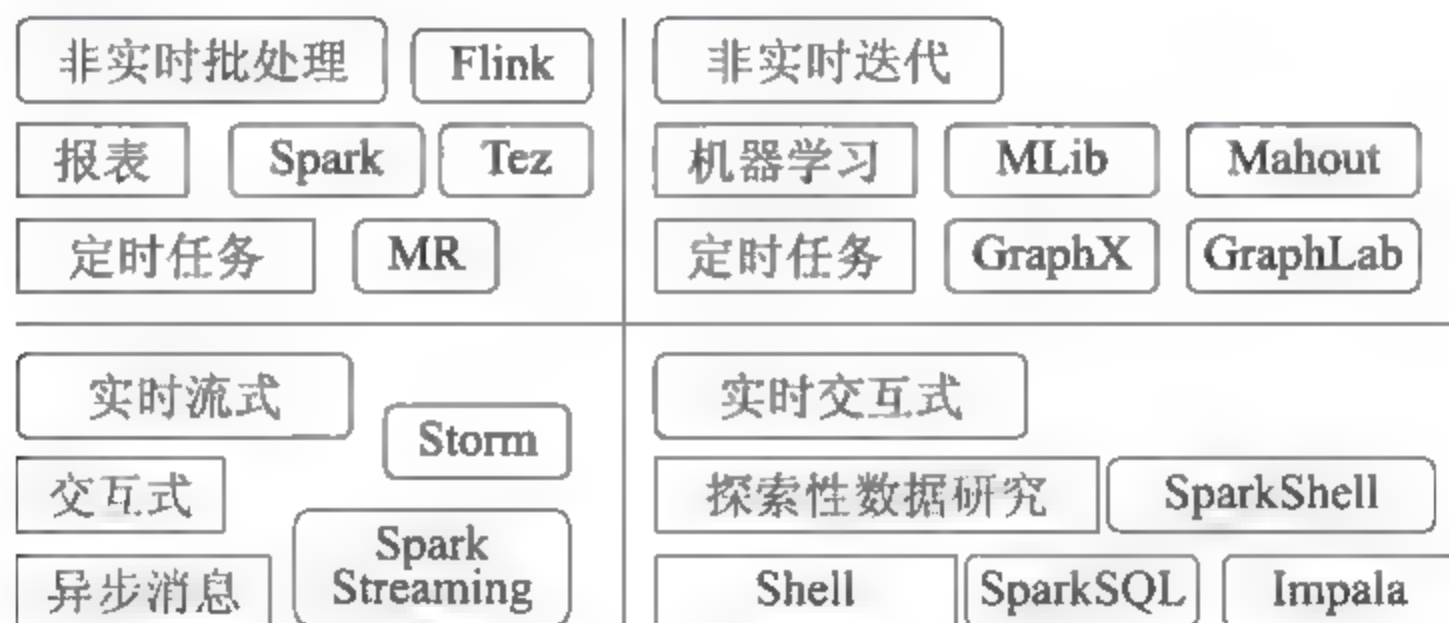 非实时批处理 Flink
报表 Spark Tez
定时任务 MR
非实时迭代
机器学习 MLib Mahout
定时任务 GraphX GraphLab
实时流式
Storm
交互式
Spark
Streaming
异步消息
实时交互式
探索性数据研究 SparkShell
Shell SparkSQL Impala